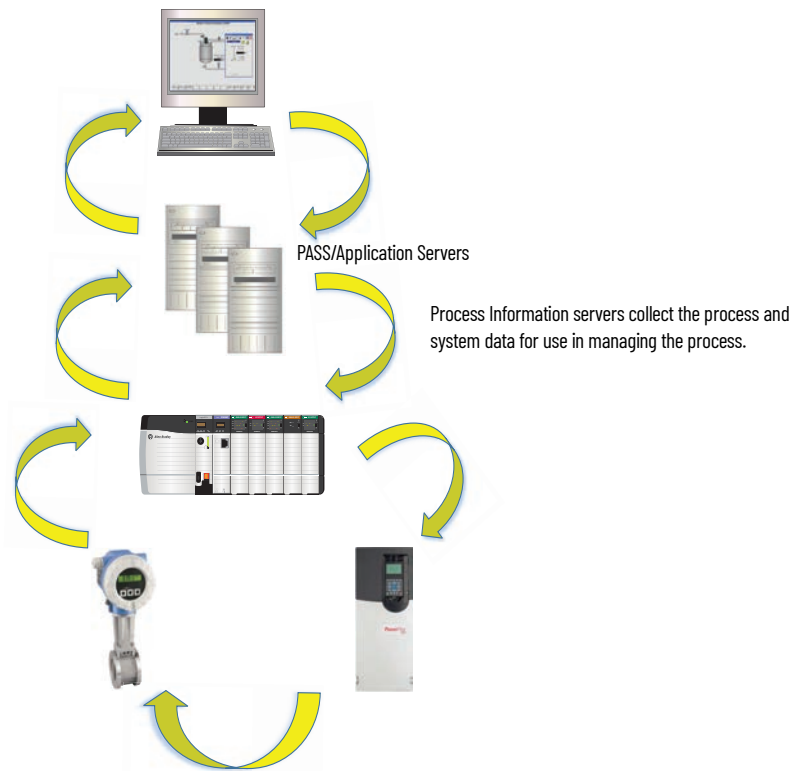 PASS/Application Servers
Process Information servers collect the process and
system data for use in managing the process.